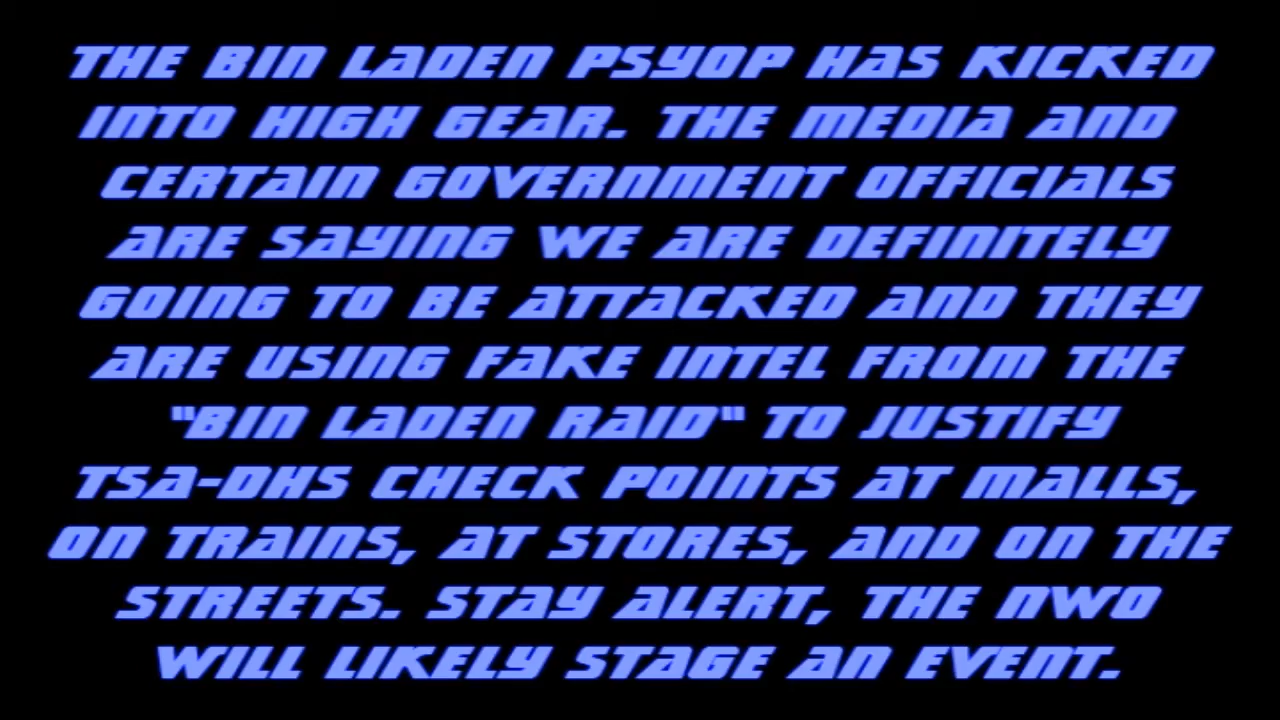 THE BIN LADEN PSYOP HAS KICKED
INTO HIGH GEAR. THE MEDIA AND
CERTAIN GOVERNMENT OFFICIALS
ARE SAYING WE ARE DEFINITELY
GOING TO BE ATTACKED AND THEY
ARE USING FAKE INTEL FROM THE
"BIN LADEN RAID" TO JUSTIFY
TSA-DHS CHECK POINTS AT MALLS,
ON TRAINS, AT STORES, AND ON THE
STREETS. STAY ALERT, THE NWO
WILL LIKELY STAGE AN EVENT.